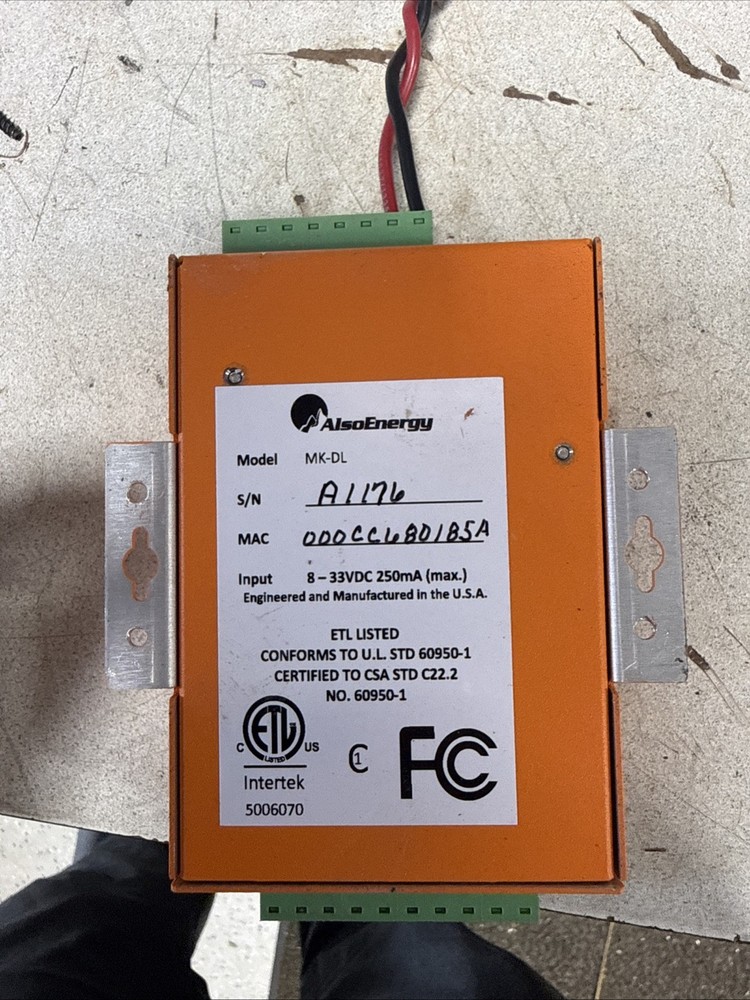 AlsoEnergy
Model MK-DL
S/N A1176
MAC 000CC680185A
Input 8 – 33VDC 250mA (max.)
Engineered and Manufactured in the U.S.A.
ETL LISTED
CONFORMS TO U.L. STD 60950-1
CERTIFIED TO CSA STD C22.2
NO. 60950-1
ETL
LISTED
C US
Intertek
5006070
C1
FC